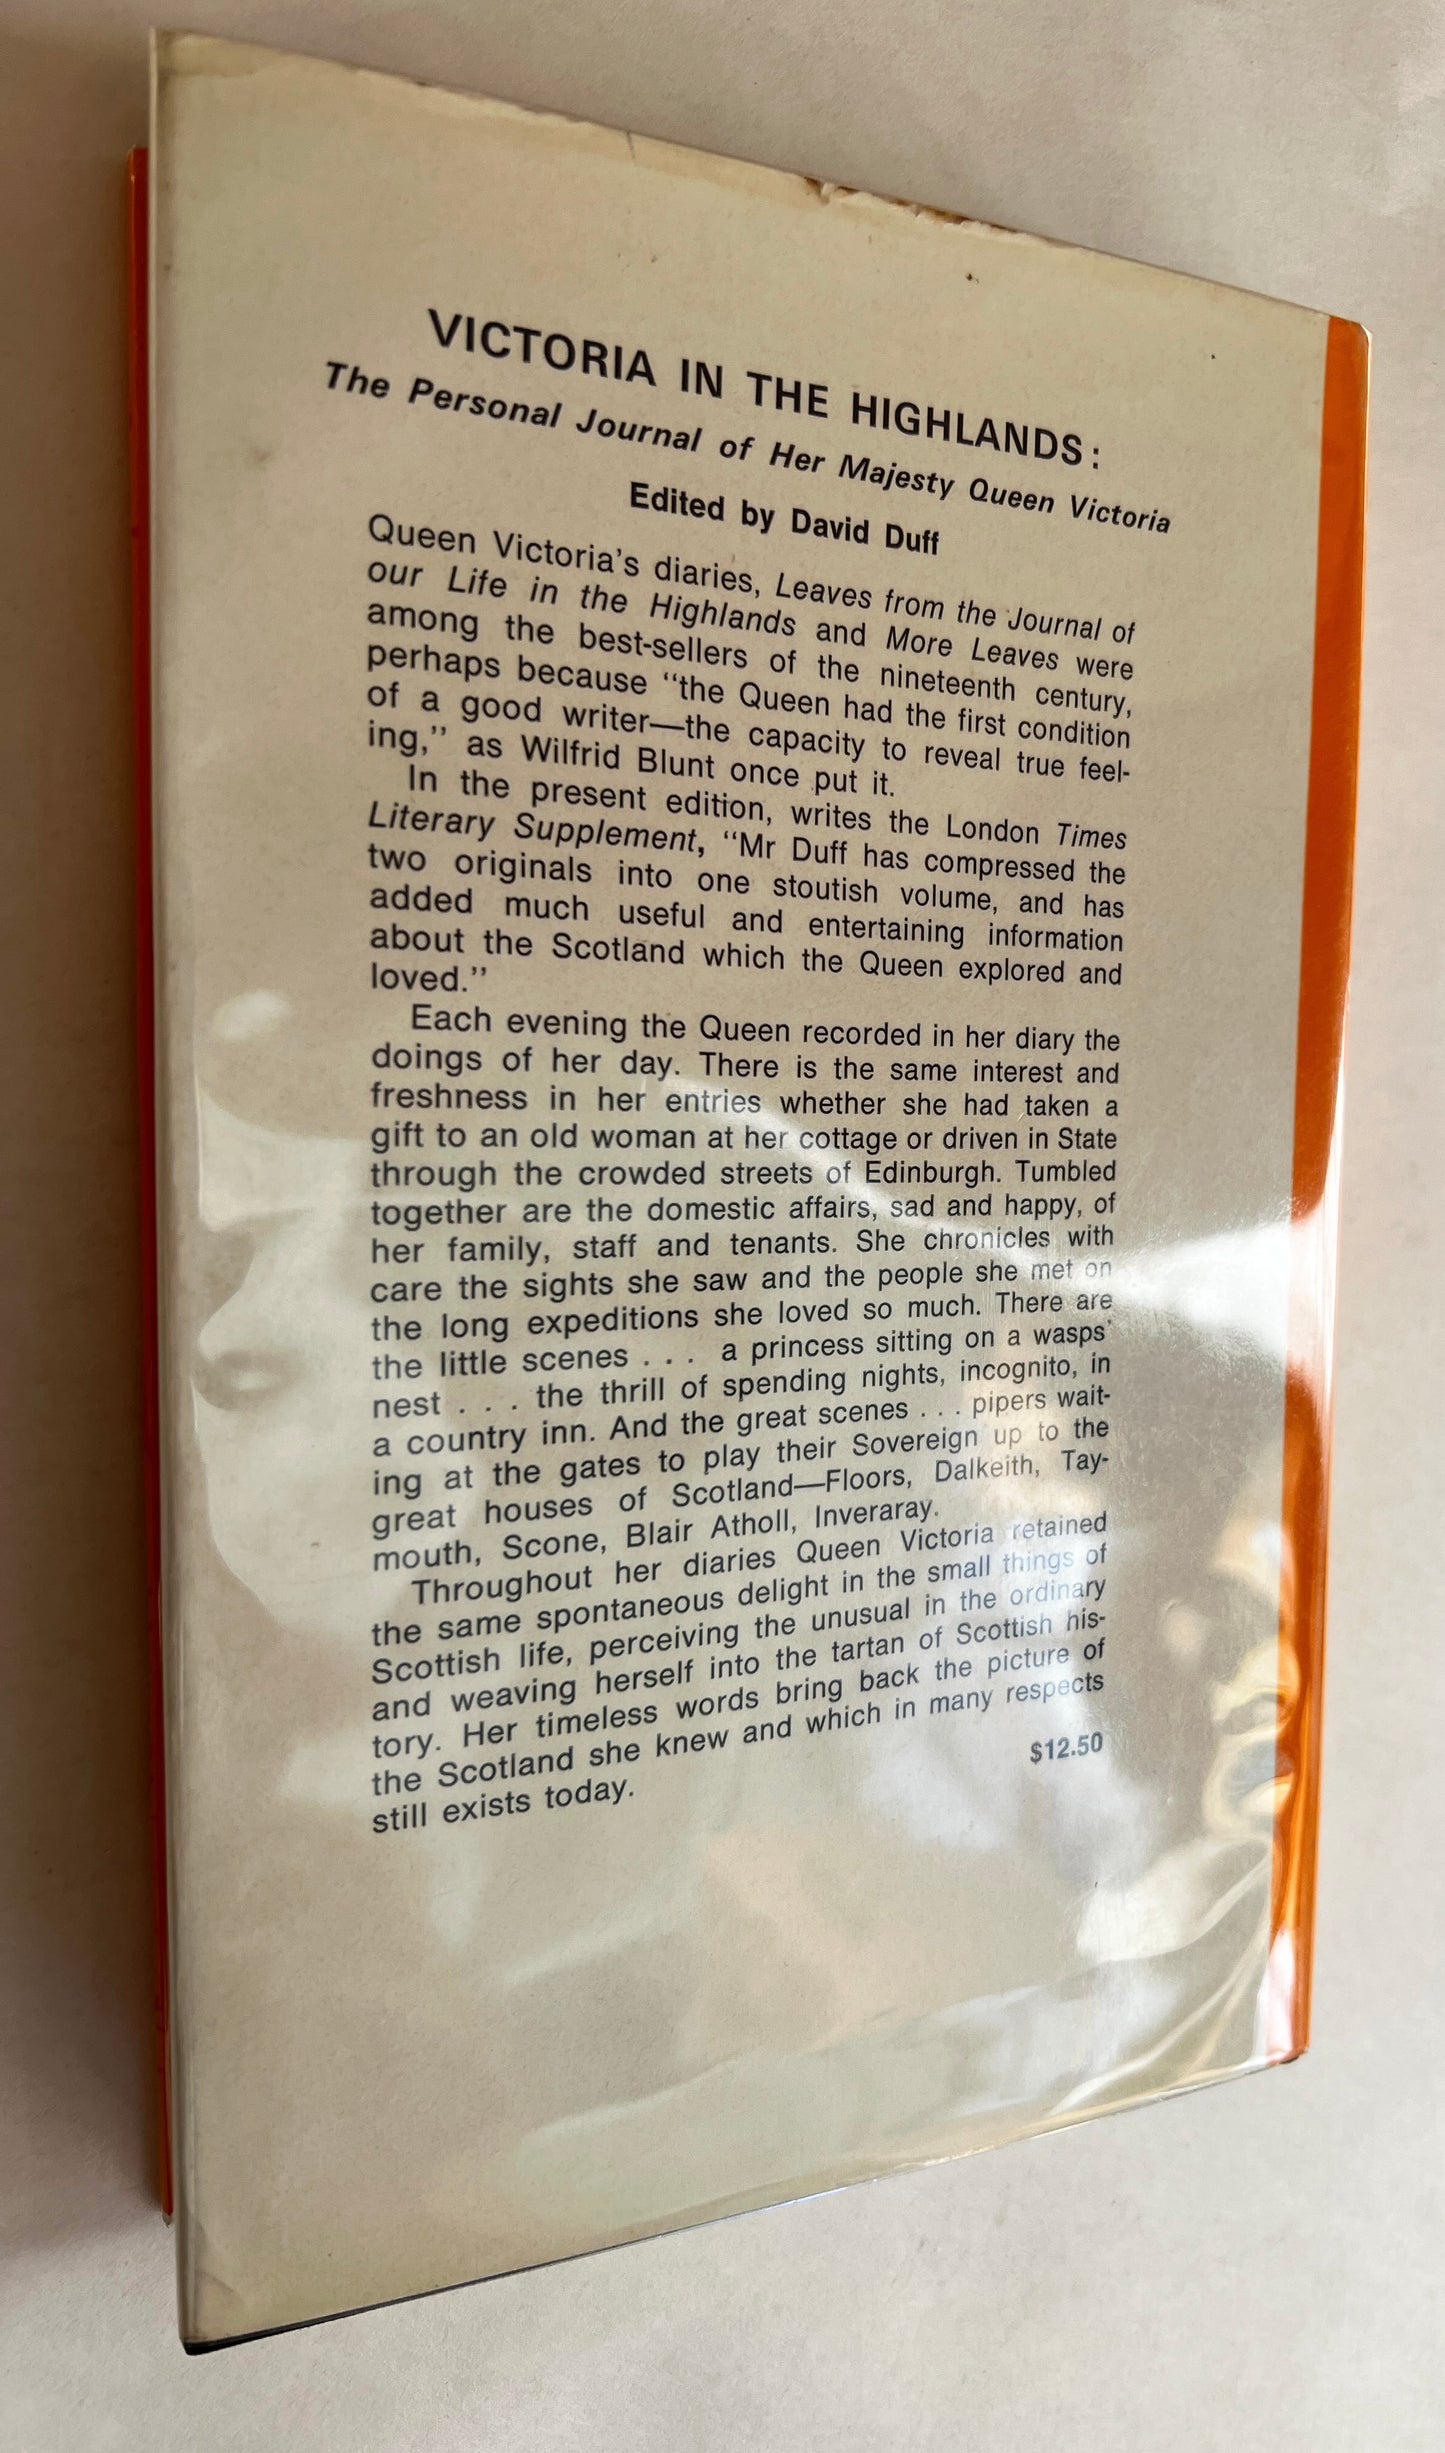 VICTORIA IN THE HIGHLANDS:
The Personal Journal of Her Majesty Queen Victoria
Edited by David Duff
Queen Victoria's diaries, Leaves from the Journal of
our Life in the Highlands and More Leaves were
among the best-sellers of the nineteenth century,
perhaps because "the Queen had the first condition
of a good writer—the capacity to reveal true feel-
ing," as Wilfrid Blunt once put it.
In the present edition, writes the London Times
Literary Supplement, "Mr Duff has compressed the
two originals into one stoutish volume, and has
added much useful and entertaining information
about the Scotland which the Queen explored and
loved."
Each evening the Queen recorded in her diary the
doings of her day. There is the same interest and
freshness in her entries whether she had taken a
gift to an old woman at her cottage or driven in State
through the crowded streets of Edinburgh. Tumbled
together are the domestic affairs, sad and happy, of
her family, staff and tenants. She chronicles with
care the sights she saw and the people she met on
the long expeditions she loved so much. There are
the little scenes . . . a princess sitting on a wasps'
nest . . . the thrill of spending nights, incognito, in
a country inn. And the great scenes . . . pipers wait-
ing at the gates to play their Sovereign up to the
great houses of Scotland—Floors, Dalkeith, Tay-
mouth, Scone, Blair Atholl, Inveraray.
Throughout her diaries Queen Victoria retained
the same spontaneous delight in the small things of
Scottish life, perceiving the unusual in the ordinary
and weaving herself into the tartan of Scottish his-
tory. Her timeless words bring back the picture of
the Scotland she knew and which in many respects
still exists today.
$12.50